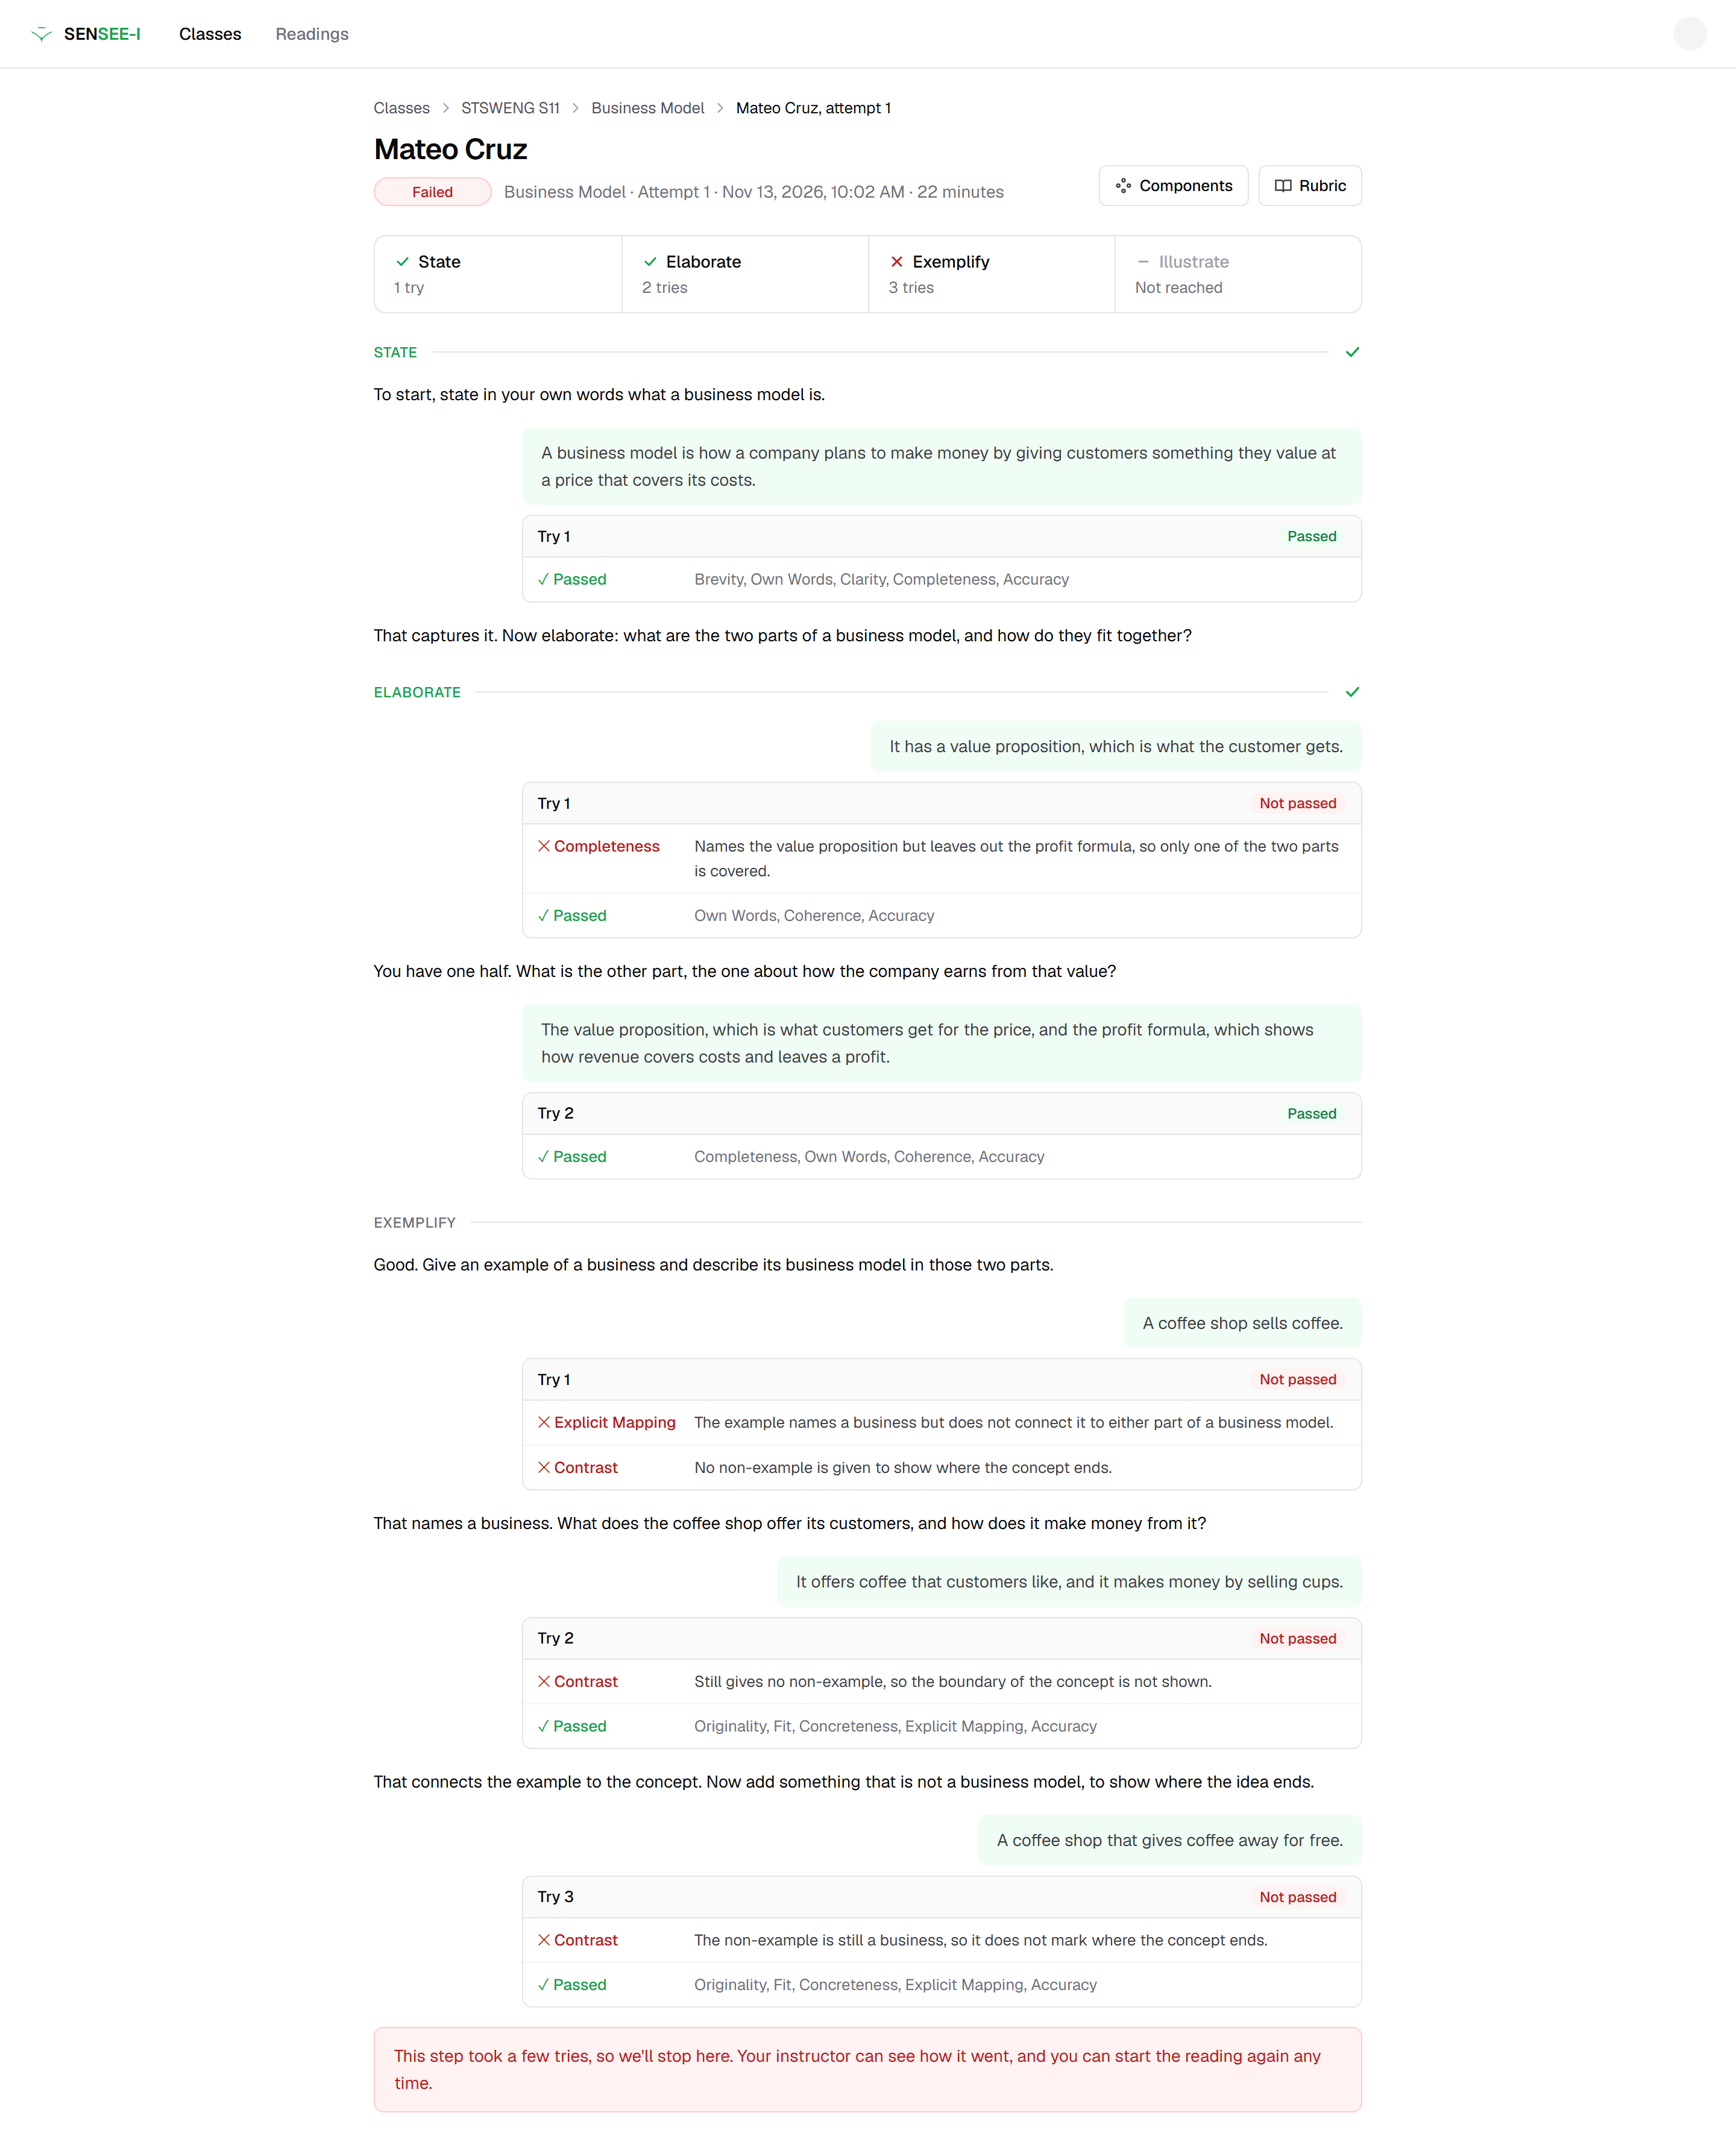 SENSEE-I Classes Readings
Classes > STSWENG S11 > Business Model > Mateo Cruz, attempt 1
Mateo Cruz
Failed Business Model · Attempt 1 · Nov 13, 2026, 10:02 AM · 22 minutes
Components Rubric
State
1 try
Elaborate
2 tries
Exemplify
3 tries
Illustrate
Not reached
STATE
To start, state in your own words what a business model is.
A business model is how a company plans to make money by giving customers something they value at
a price that covers its costs.
Try 1 Passed
✓ Passed Brevity, Own Words, Clarity, Completeness, Accuracy
That captures it. Now elaborate: what are the two parts of a business model, and how do they fit together?
ELABORATE
It has a value proposition, which is what the customer gets.
Try 1 Not passed
✕ Completeness Names the value proposition but leaves out the profit formula, so only one of the two parts
is covered.
✓ Passed Own Words, Coherence, Accuracy
You have one half. What is the other part, the one about how the company earns from that value?
The value proposition, which is what customers get for the price, and the profit formula, which shows
how revenue covers costs and leaves a profit.
Try 2 Passed
✓ Passed Completeness, Own Words, Coherence, Accuracy
EXEMPLIFY
Good. Give an example of a business and describe its business model in those two parts.
A coffee shop sells coffee.
Try 1 Not passed
✕ Explicit Mapping The example names a business but does not connect it to either part of a business model.
✕ Contrast No non-example is given to show where the concept ends.
That names a business. What does the coffee shop offer its customers, and how does it make money from it?
It offers coffee that customers like, and it makes money by selling cups.
Try 2 Not passed
✕ Contrast Still gives no non-example, so the boundary of the concept is not shown.
✓ Passed Originality, Fit, Concreteness, Explicit Mapping, Accuracy
That connects the example to the concept. Now add something that is not a business model, to show where the idea ends.
A coffee shop that gives coffee away for free.
Try 3 Not passed
✕ Contrast The non-example is still a business, so it does not mark where the concept ends.
✓ Passed Originality, Fit, Concreteness, Explicit Mapping, Accuracy
This step took a few tries, so we'll stop here. Your instructor can see how it went, and you can start the reading again any
time.